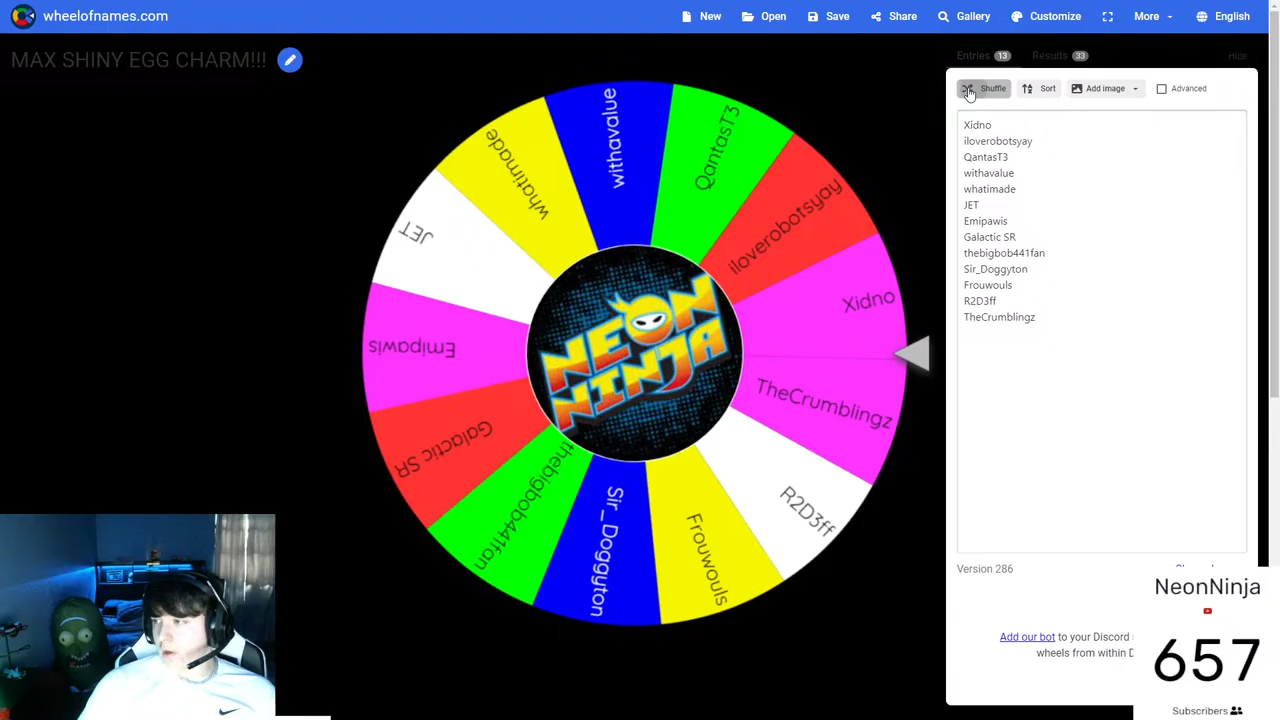 wheelofnames.com
New
Open
Save
Share
Gallery
Customize
More
English
MAX SHINY EGG CHARM!!!
Entries 13
Results 33
Hide
Shuffle
Sort
Add image
Advanced
Xidno
iloverobotsyay
QantasT3
withavalue
whatimade
JET
Emipawis
Galactic SR
thebigbob441fan
Sir_Doggyton
Frouwouls
R2D3ff
TheCrumblingz
withavalue
QantasT3
iloverobotsyay
Xidno
TheCrumblingz
R2D3ff
Frouwouls
Sir_Doggyton
thebigbob441fan
Galactic SR
Emipawis
JET
whatimade
NEON
NINJA
Version 286
Add our bot to your Discord
wheels from within D
NeonNinja
657
Subscribers